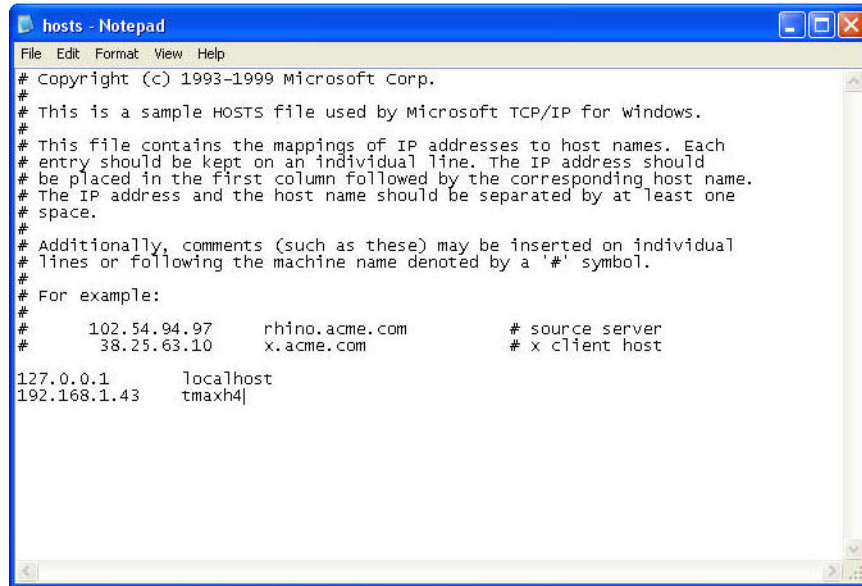 hosts - Notepad
File Edit Format View Help
# Copyright (c) 1993-1999 Microsoft Corp.
#
# This is a sample HOSTS file used by Microsoft TCP/IP for Windows.
#
# This file contains the mappings of IP addresses to host names. Each
# entry should be kept on an individual line. The IP address should
# be placed in the first column followed by the corresponding host name.
# The IP address and the host name should be separated by at least one
# space.
#
# Additionally, comments (such as these) may be inserted on individual
# lines or following the machine name denoted by a '#' symbol.
#
# For example:
#
#      102.54.94.97     rhino.acme.com          # source server
#       38.25.63.10     x.acme.com              # x client host
127.0.0.1       localhost
192.168.1.43    tmaxh4